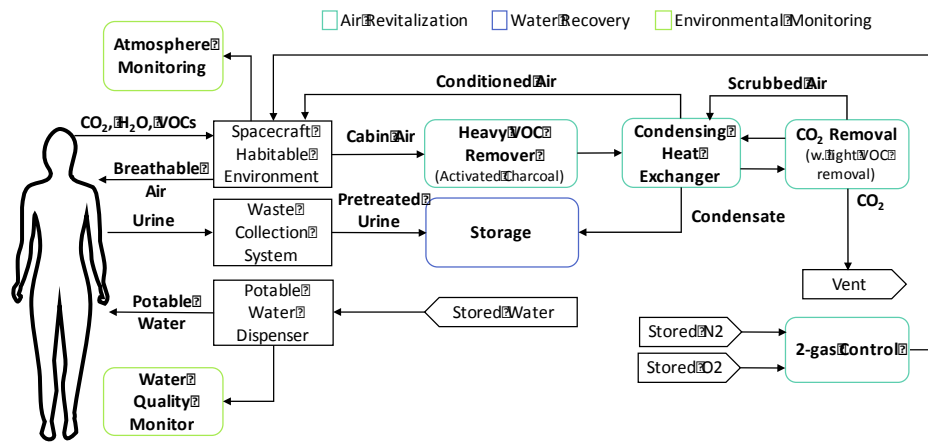 Air Revitalization
Water Recovery
Environmental Monitoring
Atmosphere
Monitoring
Conditioned Air
Scrubbed Air
CO₂, H₂O, VOCs
Spacecraft
Habitable
Environment
Cabin Air
Heavy VOC
Remover
(Activated Charcoal)
Condensing
Heat
Exchanger
CO₂ Removal
(w. light VOC
removal)
Breathable
Air
Urine
Waste
Collection
System
Pretreated
Urine
Storage
Condensate
CO₂
Vent
Potable
Water
Potable
Water
Dispenser
Stored Water
Stored N2
Stored O2
2-gas Control
Water
Quality
Monitor